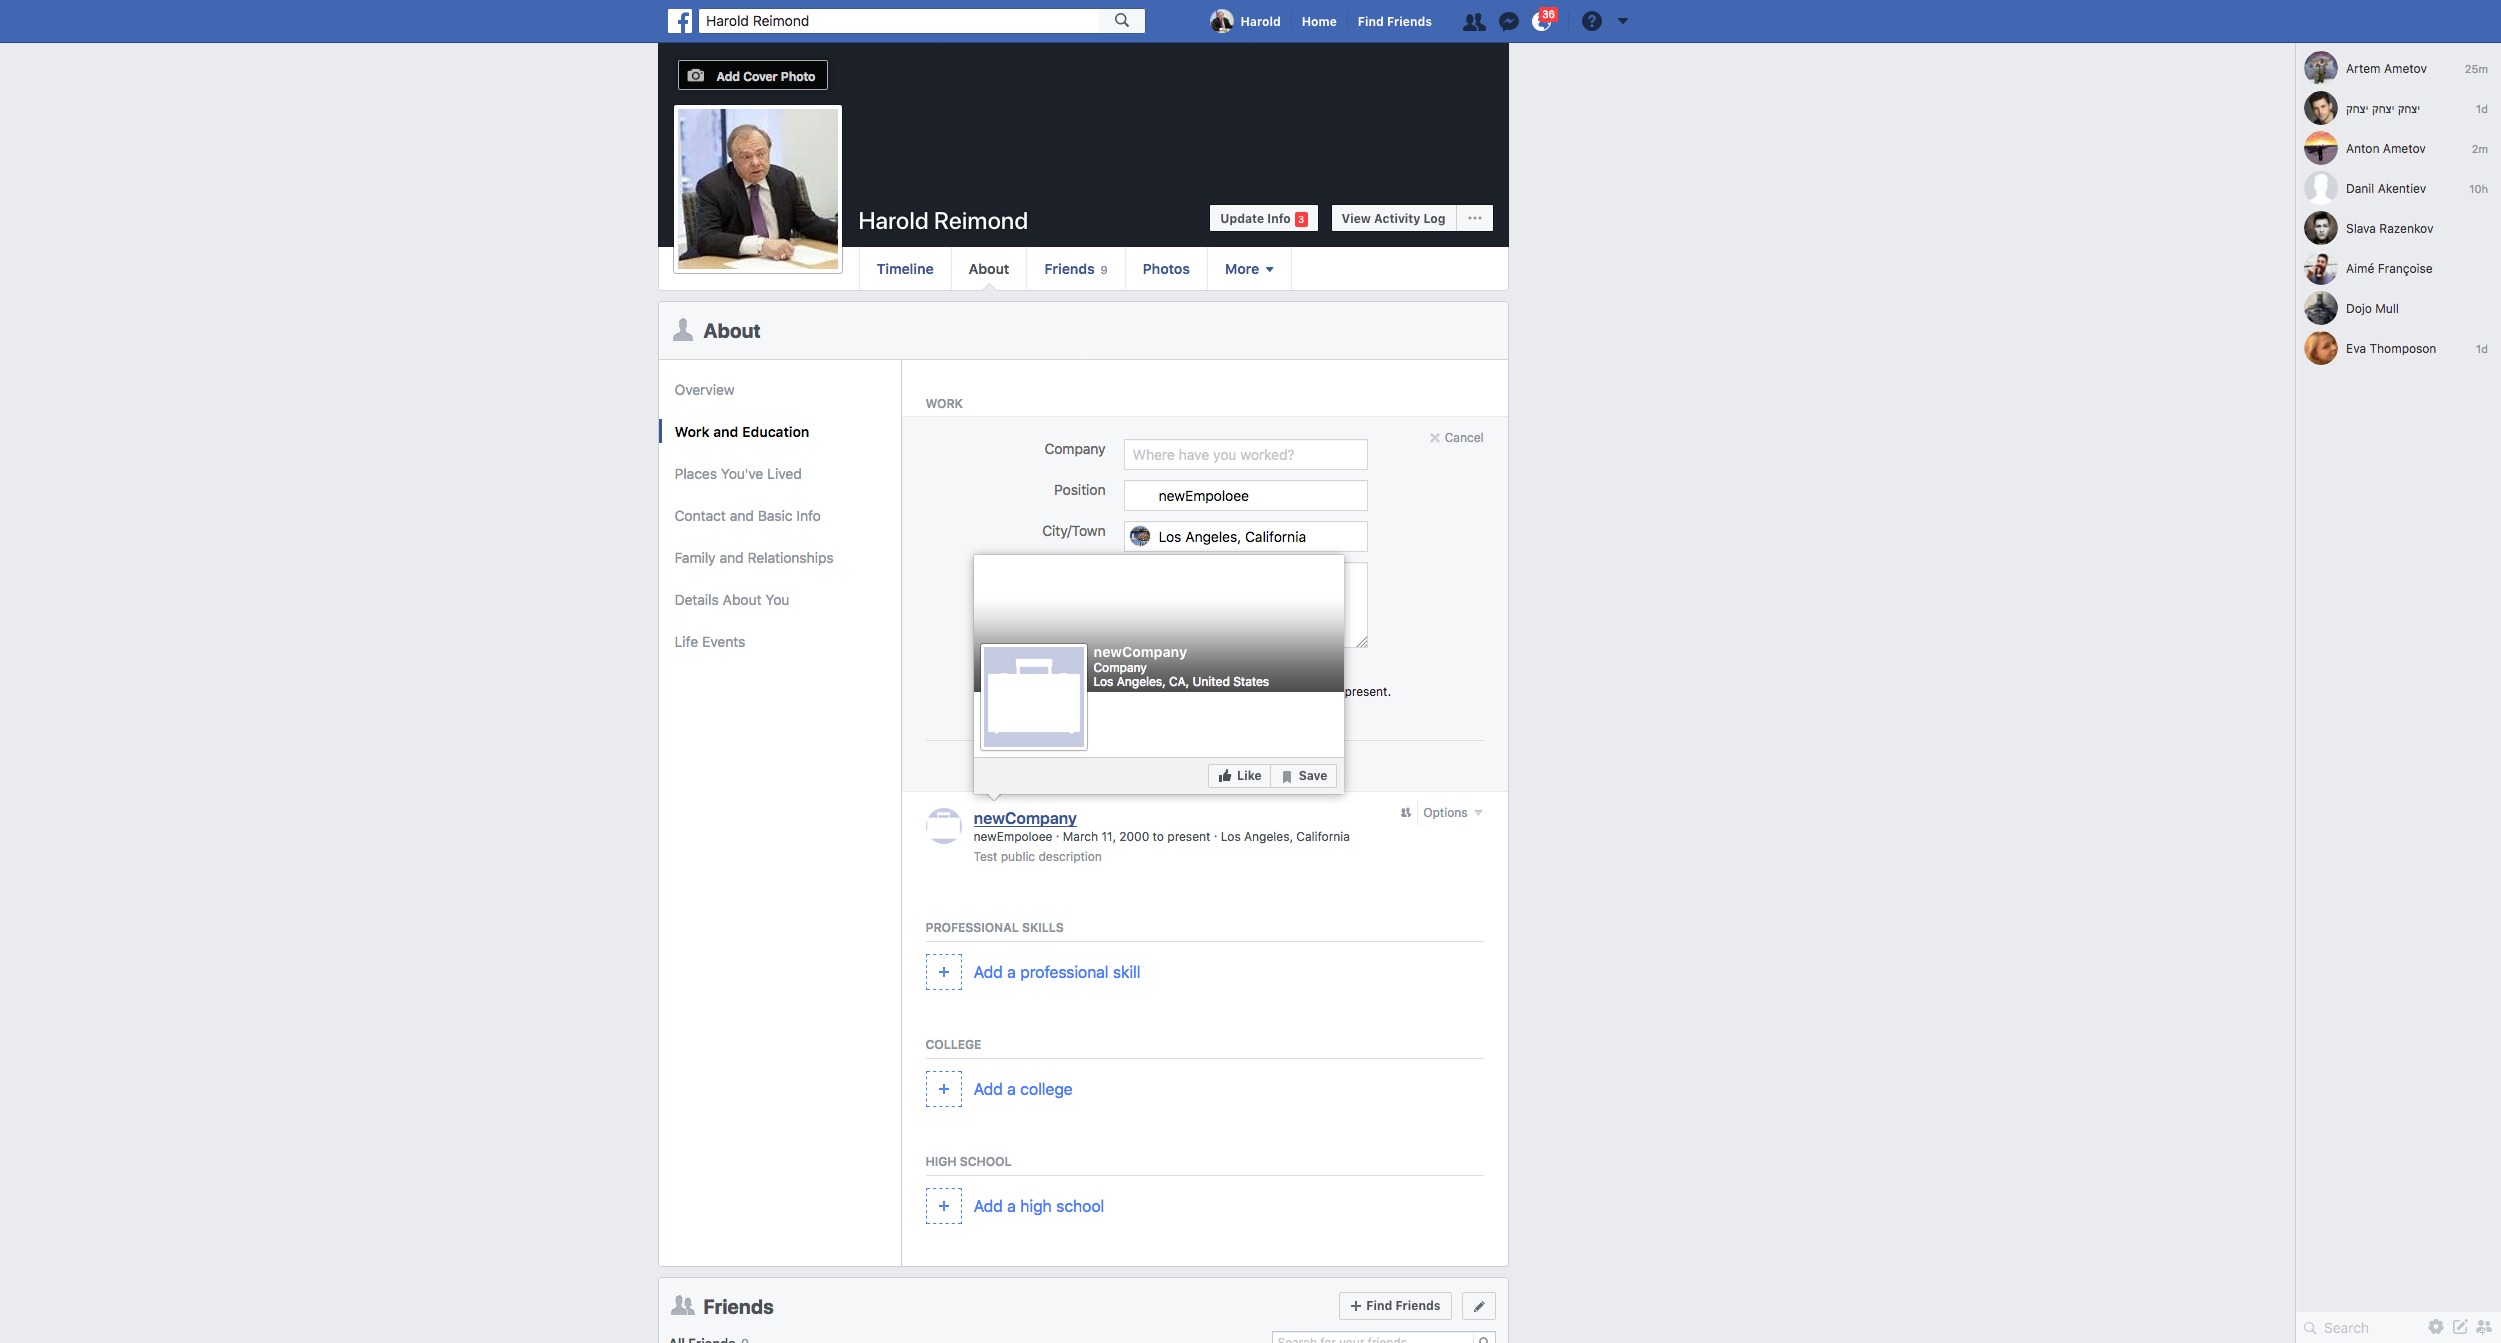 Harold Reimond
Harold
Home
Find Friends
36
Add Cover Photo
Harold Reimond
Update Info 3
View Activity Log
Timeline
About
Friends 9
Photos
More
About
Overview
Work and Education
Places You've Lived
Contact and Basic Info
Family and Relationships
Details About You
Life Events
WORK
Cancel
Company
Where have you worked?
Position
newEmpoloee
City/Town
Los Angeles, California
newCompany
Company
Los Angeles, CA, United States
present.
Like
Save
newCompany
Options
newEmpoloee · March 11, 2000 to present · Los Angeles, California
Test public description
PROFESSIONAL SKILLS
+ Add a professional skill
COLLEGE
+ Add a college
HIGH SCHOOL
+ Add a high school
Friends
+ Find Friends
All Friends 9
Search for your friends
Artem Ametov 25m
יצחק יצחק יצחק 1d
Anton Ametov 2m
Danil Akentiev 10h
Slava Razenkov
Aimé Françoise
Dojo Mull
Eva Thomposon 1d
Search